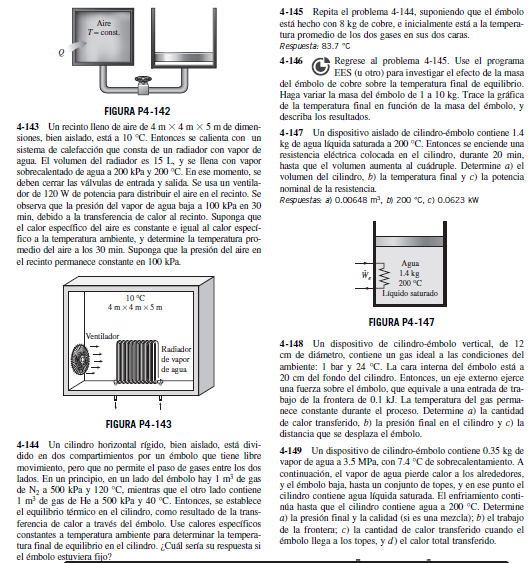 Aire
T = const.
Q
FIGURA P4-142
4-143 Un recinto lleno de aire de 4 m × 4 m × 5 m de dimen-
siones, bien aislado, está a 10 °C. Entonces se calienta con un
sistema de calefacción que consta de un radiador con vapor de
agua. El volumen del radiador es 15 L, y se llena con vapor
sobrecalentado de agua a 200 kPa y 200 °C. En ese momento, se
deben cerrar las válvulas de entrada y salida. Se usa un ventila-
dor de 120 W de potencia para distribuir el aire en el recinto. Se
observa que la presión del vapor de agua baja a 100 kPa en 30
min, debido a la transferencia de calor al recinto. Suponga que
el calor específico del aire es constante e igual al calor especí-
fico a la temperatura ambiente, y determine la temperatura pro-
medio del aire a los 30 min. Suponga que la presión del aire en
el recinto permanece constante en 100 kPa.
10 °C
4 m × 4 m × 5 m
Ventilador
Radiador
de vapor
de agua
FIGURA P4-143
4-144 Un cilindro horizontal rígido, bien aislado, está divi-
dido en dos compartimientos por un émbolo que tiene libre
movimiento, pero que no permite el paso de gases entre los dos
lados. En un principio, en un lado del émbolo hay 1 m³ de gas
de N₂ a 500 kPa y 120 °C, mientras que el otro lado contiene
1 m³ de gas de He a 500 kPa y 40 °C. Entonces, se establece
el equilibrio térmico en el cilindro, como resultado de la trans-
ferencia de calor a través del émbolo. Use calores específicos
constantes a temperatura ambiente para determinar la tempera-
tura final de equilibrio en el cilindro. ¿Cuál sería su respuesta si
el émbolo estuviera fijo?
4-145 Repita el problema 4-144, suponiendo que el émbolo
está hecho con 8 kg de cobre, e inicialmente está a la tempera-
tura promedio de los dos gases en sus dos caras.
Respuesta: 83.7 °C
4-146 Regrese al problema 4-145. Use el programa
EES (u otro) para investigar el efecto de la masa
del émbolo de cobre sobre la temperatura final de equilibrio.
Haga variar la masa del émbolo de 1 a 10 kg. Trace la gráfica
de la temperatura final en función de la masa del émbolo, y
describa los resultados.
4-147 Un dispositivo aislado de cilindro-émbolo contiene 1.4
kg de agua líquida saturada a 200 °C. Entonces se enciende una
resistencia eléctrica colocada en el cilindro, durante 20 min,
hasta que el volumen aumenta al cuádruple. Determine a) el
volumen del cilindro, b) la temperatura final y c) la potencia
nominal de la resistencia.
Respuestas: a) 0.00648 m³, b) 200 °C, c) 0.0623 kW
Agua
1.4 kg
200 °C
Líquido saturado
Ẇₑ
FIGURA P4-147
4-148 Un dispositivo de cilindro-émbolo vertical, de 12
cm de diámetro, contiene un gas ideal a las condiciones del
ambiente: 1 bar y 24 °C. La cara interna del émbolo está a
20 cm del fondo del cilindro. Entonces, un eje externo ejerce
una fuerza sobre el émbolo, que equivale a una entrada de tra-
bajo de la frontera de 0.1 kJ. La temperatura del gas perma-
nece constante durante el proceso. Determine a) la cantidad
de calor transferido, b) la presión final en el cilindro y c) la
distancia que se desplaza el émbolo.
4-149 Un dispositivo de cilindro-émbolo contiene 0.35 kg de
vapor de agua a 3.5 MPa, con 7.4 °C de sobrecalentamiento. A
continuación, el vapor de agua pierde calor a los alrededores,
y el émbolo baja, hasta un conjunto de topes, y en ese punto el
cilindro contiene agua líquida saturada. El enfriamiento conti-
núa hasta que el cilindro contiene agua a 200 °C. Determine
a) la presión final y la calidad (si es una mezcla); b) el trabajo
de la frontera; c) la cantidad de calor transferido cuando el
émbolo llega a los topes, y d) el calor total transferido.